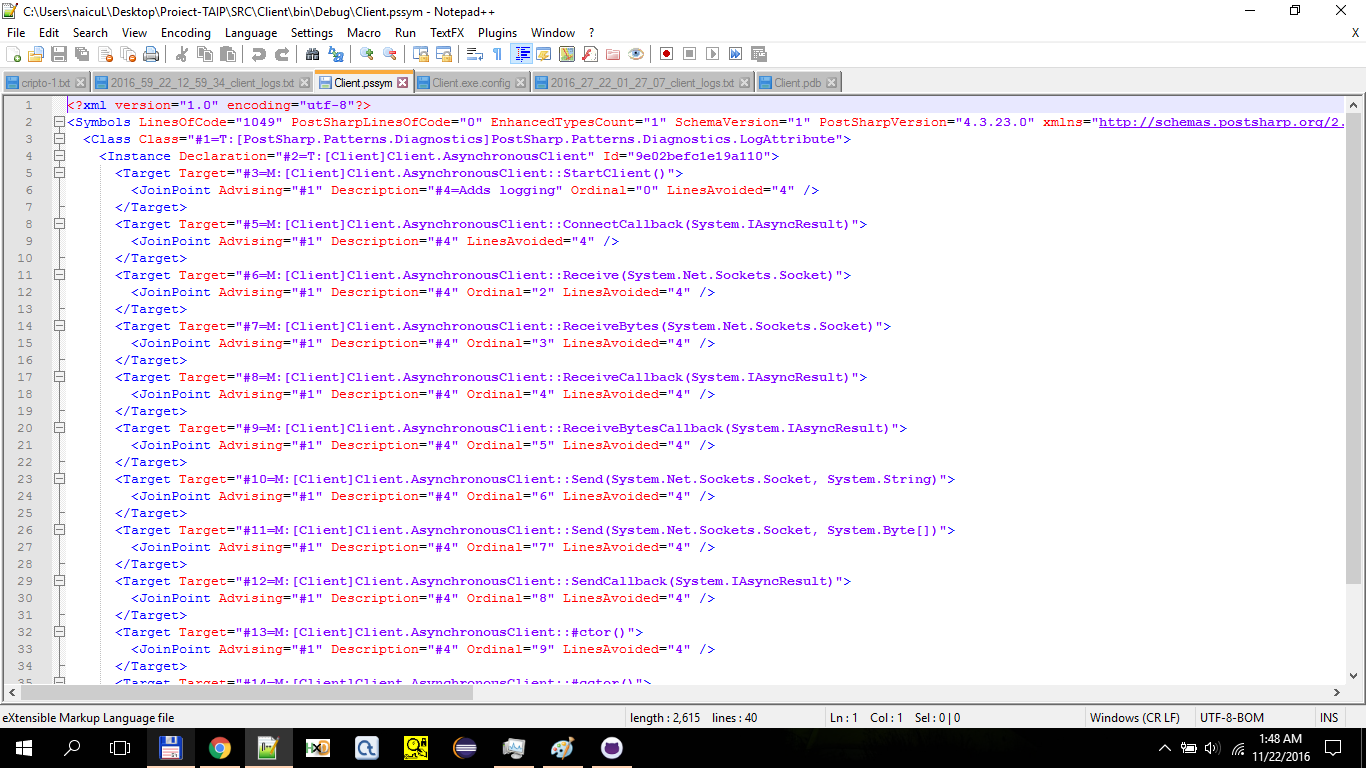 C:\Users\naicuL\Desktop\Proiect-TAIP\SRC\Client\bin\Debug\Client.pssym - Notepad++
File Edit Search View Encoding Language Settings Macro Run TextFX Plugins Window ? X
cripto-1.txt 2016_59_22_12_59_34_client_logs.txt Client.pssym Client.exe.config 2016_27_22_01_27_07_client_logs.txt Client.pdb
1 <?xml version="1.0" encoding="utf-8"?>
2 <Symbols LinesOfCode="1049" PostSharpLinesOfCode="0" EnhancedTypesCount="1" SchemaVersion="1" PostSharpVersion="4.3.23.0" xmlns="http://schemas.postsharp.org/2.
3 <Class Class="#1=T:[PostSharp.Patterns.Diagnostics]PostSharp.Patterns.Diagnostics.LogAttribute">
4 <Instance Declaration="#2=T:[Client]Client.AsynchronousClient" Id="9e02befc1e19a110">
5 <Target Target="#3=M:[Client]Client.AsynchronousClient::StartClient()">
6 <JoinPoint Advising="#1" Description="#4=Adds logging" Ordinal="0" LinesAvoided="4" />
7 </Target>
8 <Target Target="#5=M:[Client]Client.AsynchronousClient::ConnectCallback(System.IAsyncResult)">
9 <JoinPoint Advising="#1" Description="#4" LinesAvoided="4" />
10 </Target>
11 <Target Target="#6=M:[Client]Client.AsynchronousClient::Receive(System.Net.Sockets.Socket)">
12 <JoinPoint Advising="#1" Description="#4" Ordinal="2" LinesAvoided="4" />
13 </Target>
14 <Target Target="#7=M:[Client]Client.AsynchronousClient::ReceiveBytes(System.Net.Sockets.Socket)">
15 <JoinPoint Advising="#1" Description="#4" Ordinal="3" LinesAvoided="4" />
16 </Target>
17 <Target Target="#8=M:[Client]Client.AsynchronousClient::ReceiveCallback(System.IAsyncResult)">
18 <JoinPoint Advising="#1" Description="#4" Ordinal="4" LinesAvoided="4" />
19 </Target>
20 <Target Target="#9=M:[Client]Client.AsynchronousClient::ReceiveBytesCallback(System.IAsyncResult)">
21 <JoinPoint Advising="#1" Description="#4" Ordinal="5" LinesAvoided="4" />
22 </Target>
23 <Target Target="#10=M:[Client]Client.AsynchronousClient::Send(System.Net.Sockets.Socket, System.String)">
24 <JoinPoint Advising="#1" Description="#4" Ordinal="6" LinesAvoided="4" />
25 </Target>
26 <Target Target="#11=M:[Client]Client.AsynchronousClient::Send(System.Net.Sockets.Socket, System.Byte[])">
27 <JoinPoint Advising="#1" Description="#4" Ordinal="7" LinesAvoided="4" />
28 </Target>
29 <Target Target="#12=M:[Client]Client.AsynchronousClient::SendCallback(System.IAsyncResult)">
30 <JoinPoint Advising="#1" Description="#4" Ordinal="8" LinesAvoided="4" />
31 </Target>
32 <Target Target="#13=M:[Client]Client.AsynchronousClient::#ctor()">
33 <JoinPoint Advising="#1" Description="#4" Ordinal="9" LinesAvoided="4" />
34 </Target>
35 <Target Target="#14=M:[Client]Client.AsynchronousClient::#cctor()">
eXtensible Markup Language file length : 2,615 lines : 40 Ln : 1 Col : 1 Sel : 0 | 0 Windows (CR LF) UTF-8-BOM INS
1:48 AM
11/22/2016